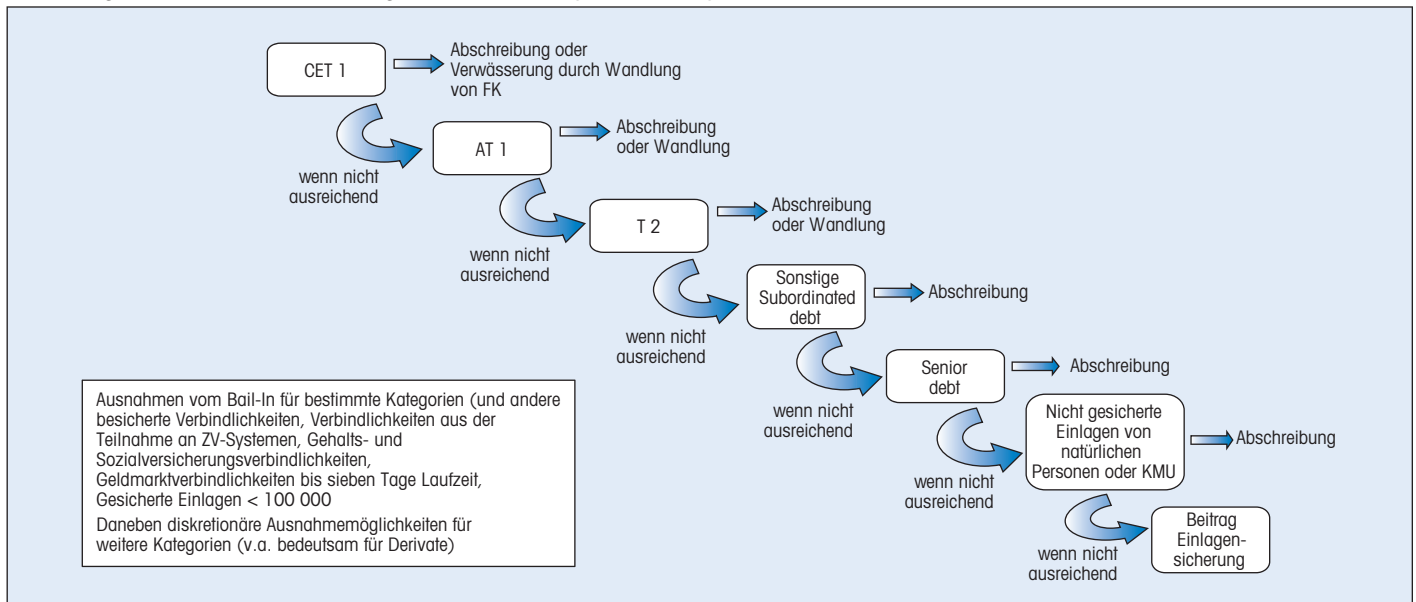 CET 1
Abschreibung oder
Verwässerung durch Wandlung
von FK
wenn nicht
ausreichend
AT 1
Abschreibung
oder Wandlung
wenn nicht
ausreichend
T 2
Abschreibung
oder Wandlung
wenn nicht
ausreichend
Sonstige
Subordinated
debt
Abschreibung
wenn nicht
ausreichend
Senior
debt
Abschreibung
wenn nicht
ausreichend
Nicht gesicherte
Einlagen von
natürlichen
Personen oder KMU
Abschreibung
wenn nicht
ausreichend
Beitrag
Einlagen-
sicherung
Ausnahmen vom Bail-In für bestimmte Kategorien (und andere
besicherte Verbindlichkeiten, Verbindlichkeiten aus der
Teilnahme an ZV-Systemen, Gehalts- und
Sozialversicherungsverbindlichkeiten,
Geldmarktverbindlichkeiten bis sieben Tage Laufzeit,
Gesicherte Einlagen < 100 000
Daneben diskretionäre Ausnahmemöglichkeiten für
weitere Kategorien (v.a. bedeutsam für Derivate)